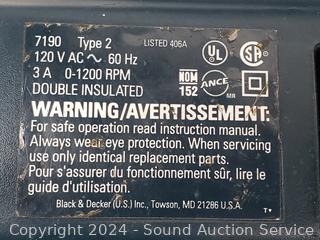 7190 Type 2 LISTED 406A
120 V AC ~ 60 Hz
3 A 0-1200 RPM
DOUBLE INSULATED
UL
SA
NOM
152
ANCE
MR
WARNING/AVERTISSEMENT:
For safe operation read instruction manual.
Always wear eye protection. When servicing
use only identical replacement parts.
Pour s'assurer du fonctionnement sûr, lire le
guide d'utilisation.
Black & Decker (U.S.) Inc., Towson, MD 21286 U.S.A.
Copyright 2024 - Sound Auction Service